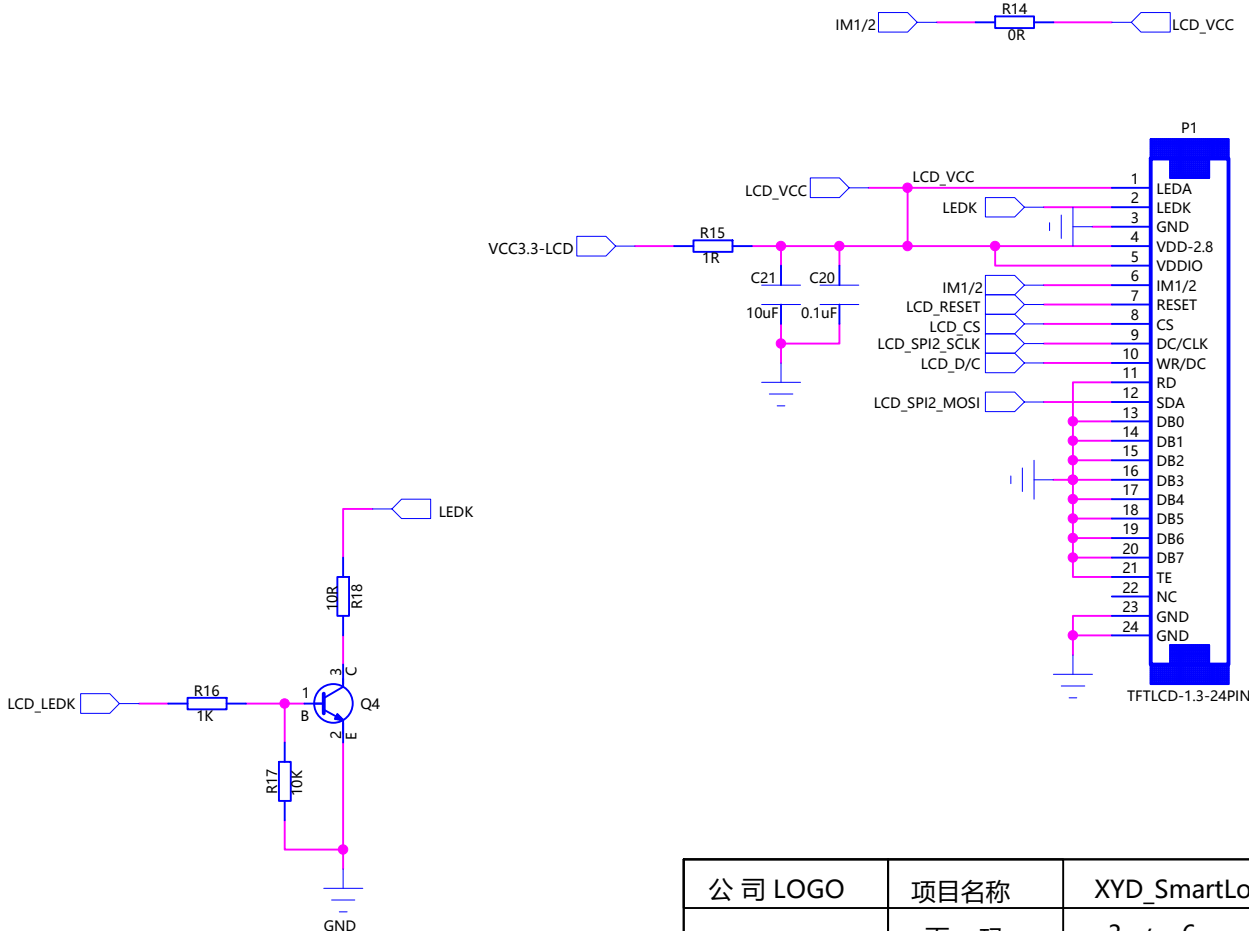 R14
IM1/2
LCD_VCC
0R
P1
LCD_VCC
LCD_VCC
LEDK
R15
VCC3.3-LCD
1R
C21
C20
10uF
0.1uF
IM1/2
LCD_RESET
LCD_CS
LCD_SPI2_SCLK
LCD_D/C
LCD_SPI2_MOSI
1 LEDA
2 LEDK
3 GND
4 VDD-2.8
5 VDDIO
6 IM1/2
7 RESET
8 CS
9 DC/CLK
10 WR/DC
11 RD
12 SDA
13 DB0
14 DB1
15 DB2
16 DB3
17 DB4
18 DB5
19 DB6
20 DB7
21 TE
22 NC
23 GND
24 GND
TFTLCD-1.3-24PIN
LEDK
10R
R18
3 C
LCD_LEDK
R16
1K
1
B
Q4
2 E
R17
10K
GND
公司LOGO 项目名称 XYD_SmartLo